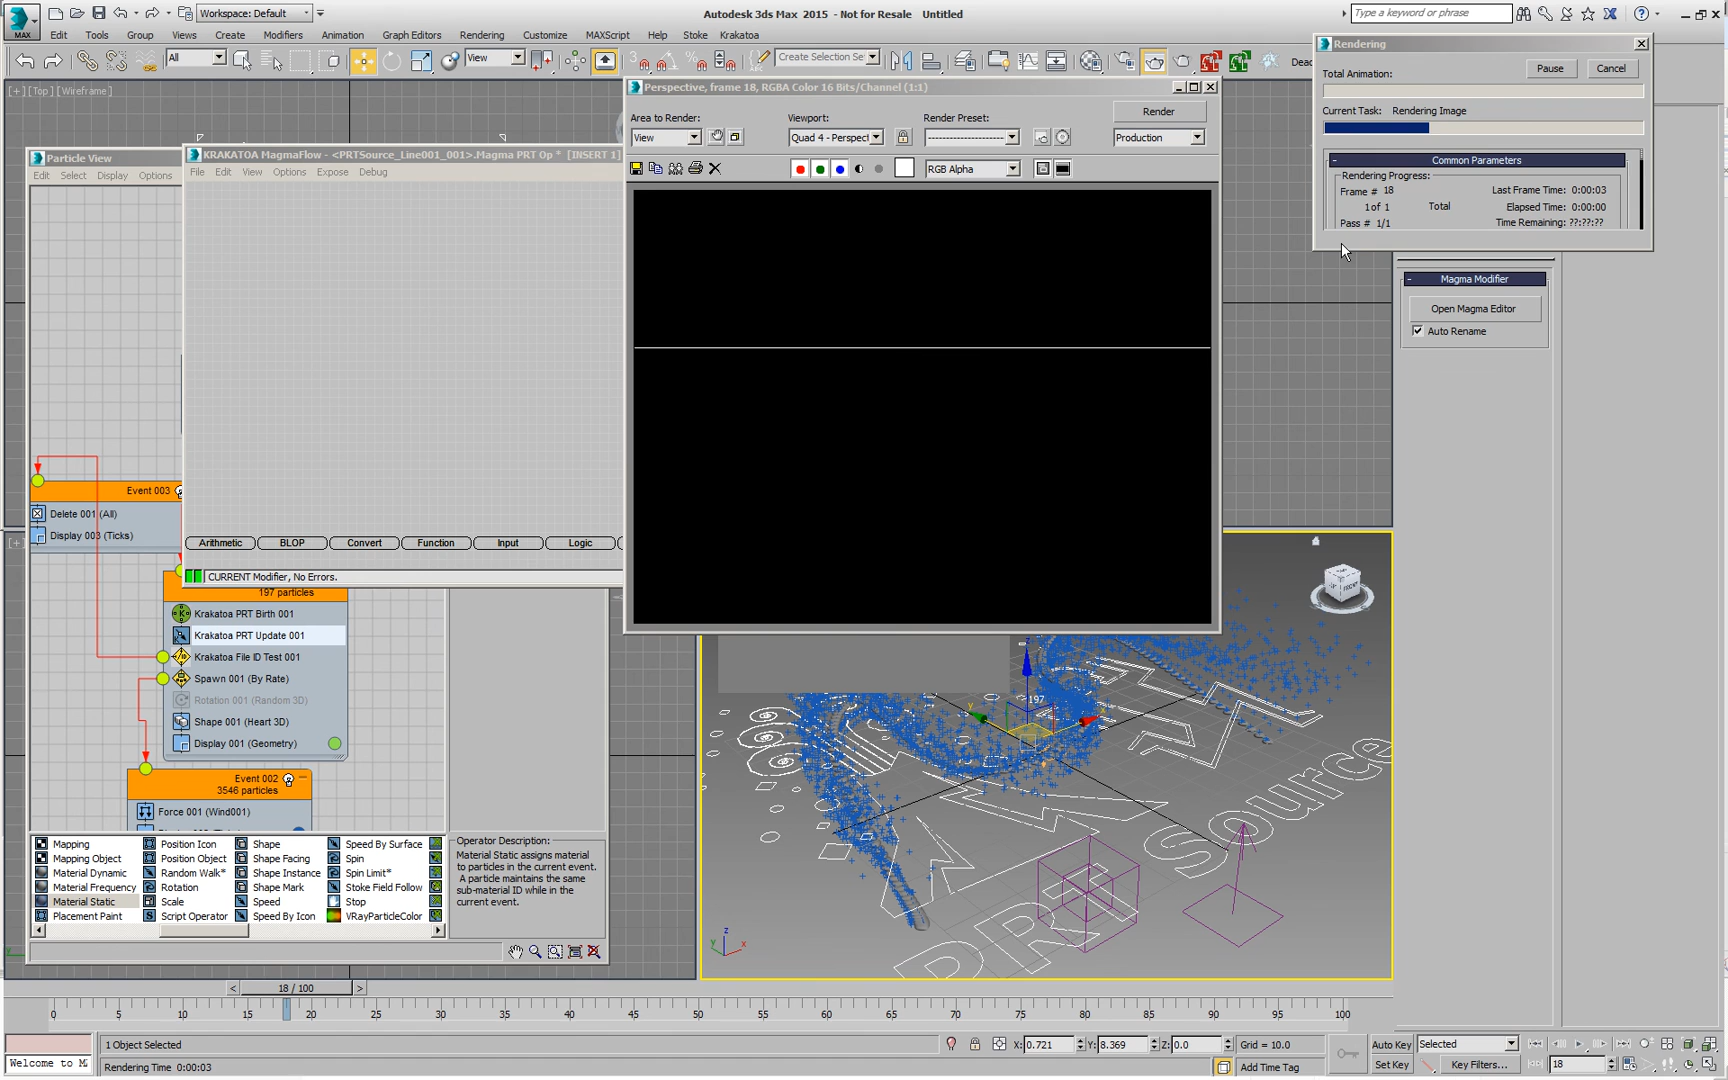 Workspace: Default
Autodesk 3ds Max 2015 - Not for Resale Untitled
Type a keyword or phrase
MAX
Edit Tools Group Views Create Modifiers Animation Graph Editors Rendering Customize MAXScript Help Stoke Krakatoa
All
View
Create Selection Se
Dead
[+] [Top] [Wireframe]
Perspective, frame 18, RGBA Color 16 Bits/Channel (1:1)
Area to Render:
Viewport:
Render Preset:
Render
View
Quad 4 - Perspect
Production
RGB Alpha
Rendering
Total Animation:
Pause
Cancel
Current Task: Rendering Image
Common Parameters
Rendering Progress:
Frame # 18
Last Frame Time: 0:00:03
1 of 1 Total
Elapsed Time: 0:00:00
Pass # 1/1
Time Remaining: ??:??:??
Magma Modifier
Open Magma Editor
Auto Rename
Particle View
Edit Select Display Options
KRAKATOA MagmaFlow - <PRTSource_Line001_001>.Magma PRT Op * [INSERT 1]
File Edit View Options Expose Debug
Arithmetic BLOP Convert Function Input Logic
CURRENT Modifier, No Errors.
Event 003
Delete 001 (All)
Display 003 (Ticks)
197 particles
Krakatoa PRT Birth 001
Krakatoa PRT Update 001
Krakatoa File ID Test 001
Spawn 001 (By Rate)
Rotation 001 (Random 3D)
Shape 001 (Heart 3D)
Display 001 (Geometry)
Event 002
3546 particles
Force 001 (Wind001)
Mapping Position Icon Shape Speed By Surface
Mapping Object Position Object Shape Facing Spin
Material Dynamic Random Walk* Shape Instance Spin Limit*
Material Frequency Rotation Shape Mark Stoke Field Follow
Material Static Scale Speed Stop
Placement Paint Script Operator Speed By Icon VRayParticleColor
Operator Description:
Material Static assigns material
to particles in the current event.
A particle maintains the same
sub-material ID while in the
current event.
[+]
FRONT
197
z
y
x
PRT Source
z
y
x
< 18 / 100 >
0 5 10 15 20 25 30 35 40 45 50 55 60 65 70 75 80 85 90 95 100
1 Object Selected
X: 0.721 Y: 8.369 Z: 0.0
Grid = 10.0
Auto Key
Selected
Welcome to M
Rendering Time 0:00:03
Add Time Tag
Set Key
Key Filters...
18